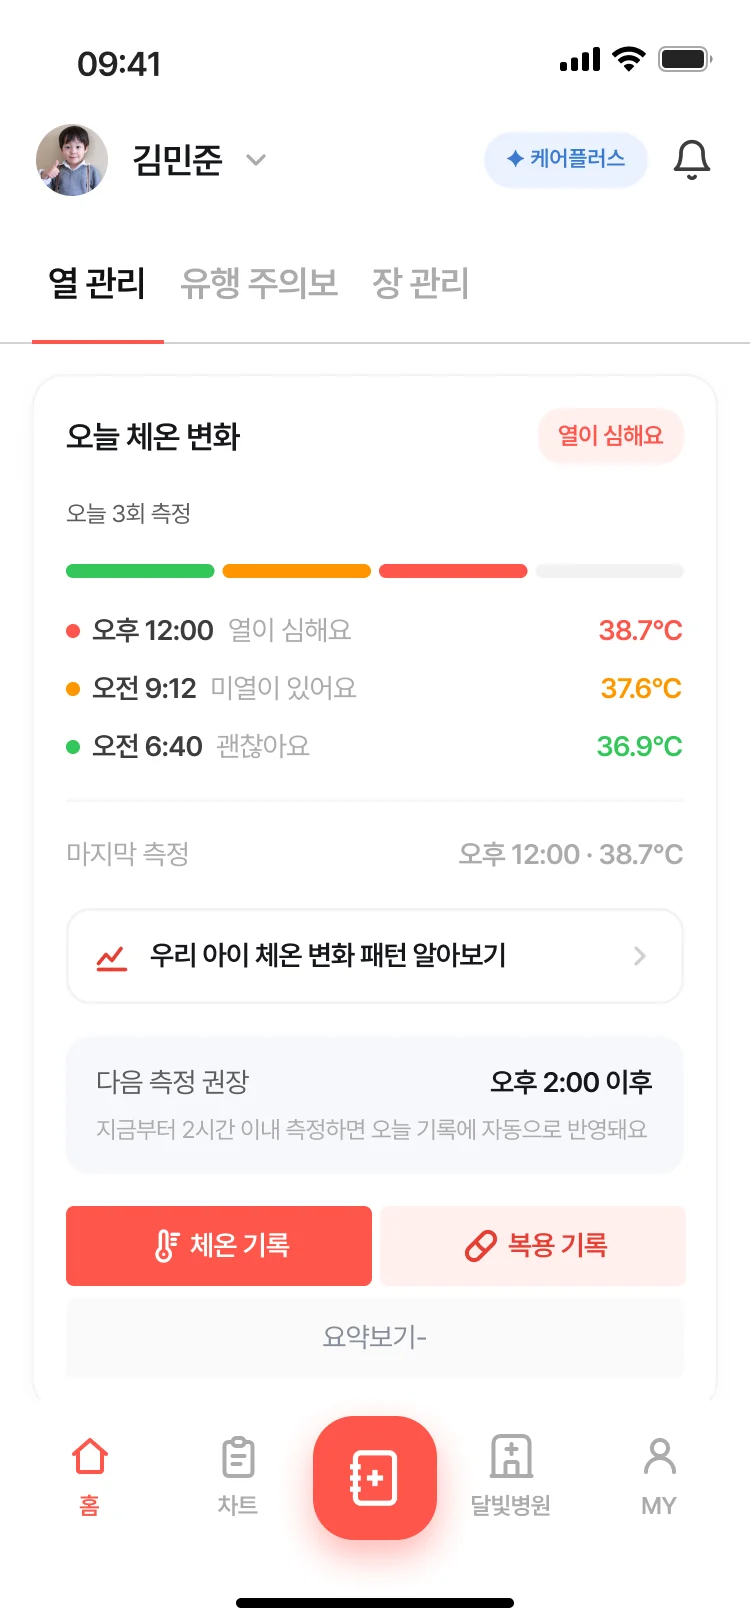 09:41
김민준
케어플러스
열 관리 유행 주의보 장 관리
오늘 체온 변화
열이 심해요
오늘 3회 측정
오후 12:00 열이 심해요 38.7°C
오전 9:12 미열이 있어요 37.6°C
오전 6:40 괜찮아요 36.9°C
마지막 측정 오후 12:00 · 38.7°C
우리 아이 체온 변화 패턴 알아보기
다음 측정 권장 오후 2:00 이후
지금부터 2시간 이내 측정하면 오늘 기록에 자동으로 반영돼요
체온 기록 복용 기록
요약보기-
홈 차트 달빛병원 MY